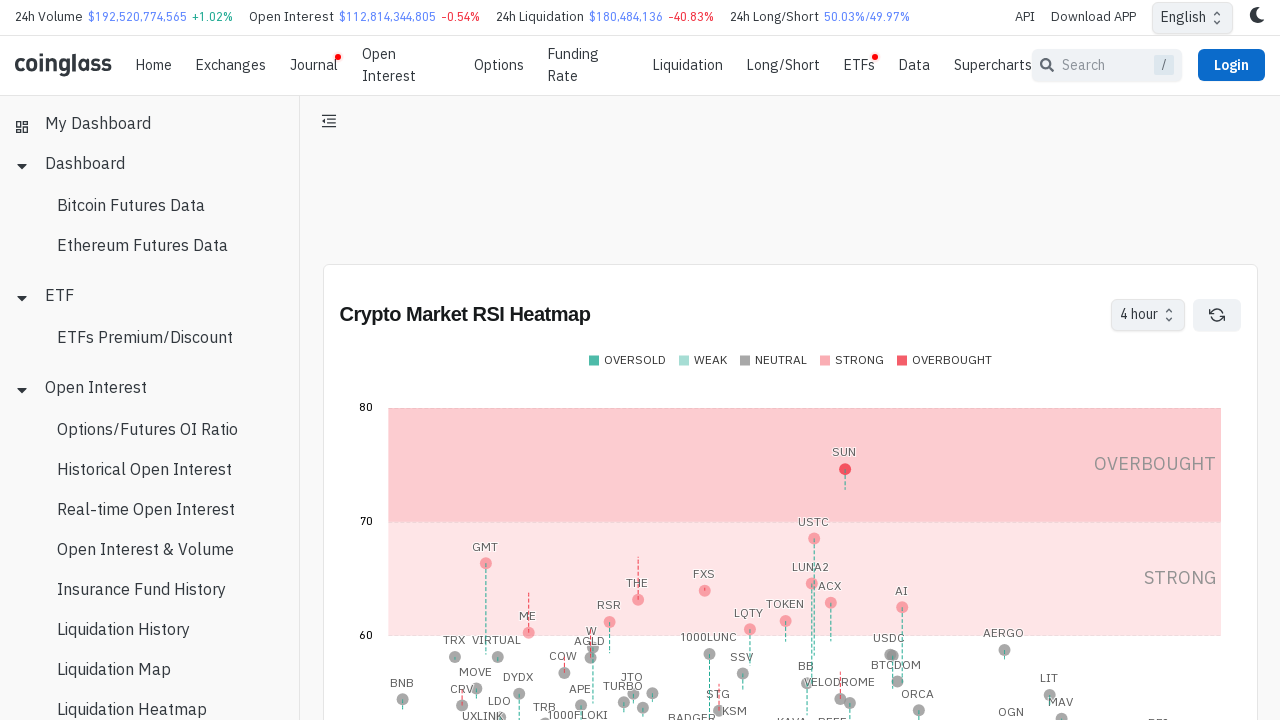 24h Volume $192,520,774,565 +1.02% Open Interest $112,814,344,805 -0.54% 24h Liquidation $180,484,136 -40.83% 24h Long/Short 50.03%/49.97% API Download APP English
coinglass Home Exchanges Journal Open Interest Options Funding Rate Liquidation Long/Short ETFs Data Supercharts Search / Login
My Dashboard
Dashboard
Bitcoin Futures Data
Ethereum Futures Data
ETF
ETFs Premium/Discount
Open Interest
Options/Futures OI Ratio
Historical Open Interest
Real-time Open Interest
Open Interest & Volume
Insurance Fund History
Liquidation History
Liquidation Map
Liquidation Heatmap
Crypto Market RSI Heatmap 4 hour
OVERSOLD WEAK NEUTRAL STRONG OVERBOUGHT
80
SUN
OVERBOUGHT
70
USTC
GMT
LUNA2
FXS
STRONG
THE
ACX
AI
RSR
TOKEN
ME
LQTY
W
60
AERGO
TRX VIRTUAL
AGLD
1000LUNC
USDC
COW
SSV
BB
BTCDOM
MOVE
DYDX
JTO
LIT
BNB
VELODROME
CRV
APE
TURBO
STG
ORCA
LDO
TRB
MAV
UXLINK
1000FLOKI
KSM
OGN
BADGER